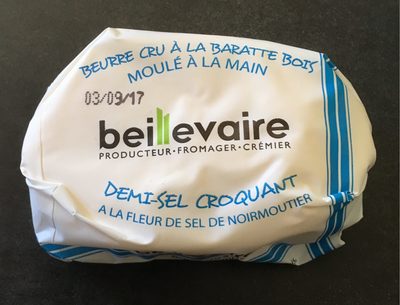 BEURRE CRU À LA BARATTE BOIS
MOULÉ À LA MAIN
03/09/17
beillevaire
PRODUCTEUR•FROMAGER•CRÉMIER
DEMI-SEL CROQUANT
A LA FLEUR DE SEL DE NOIRMOUTIER